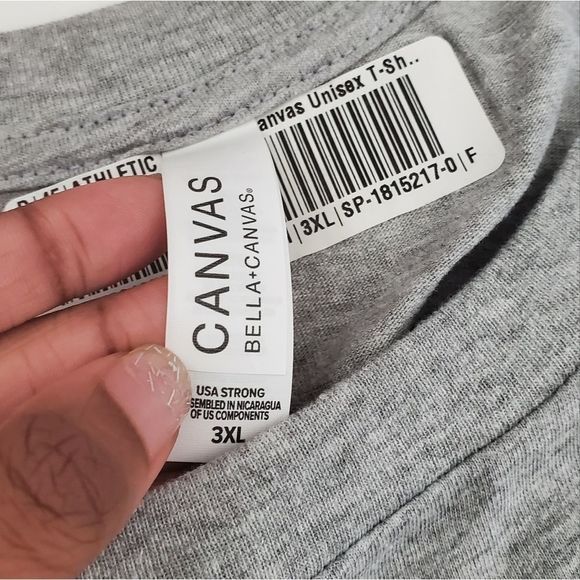 anvas Unisex T-Sh..
ATHLETIC
|3XL|SP-1815217-0|F
CANVAS
BELLA+CANVAS®
USA STRONG
SEMBLED IN NICARAGUA
OF US COMPONENTS
3XL